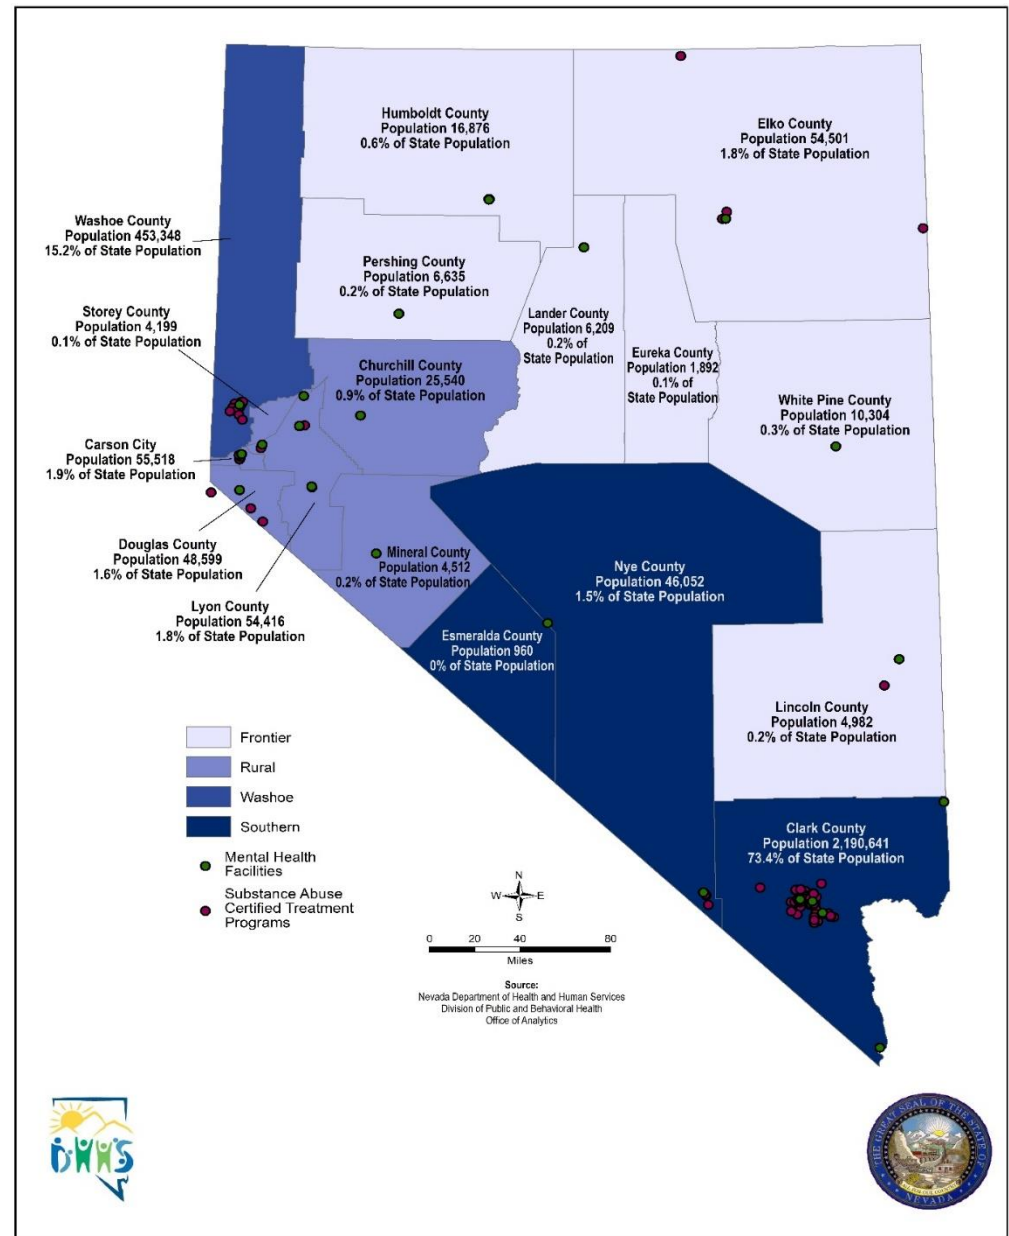 Humboldt County
Population 16,876
0.6% of State Population
Elko County
Population 54,501
1.8% of State Population
Washoe County
Population 453,348
15.2% of State Population
Pershing County
Population 6,635
0.2% of State Population
Storey County
Population 4,199
0.1% of State Population
Lander County
Population 6,209
0.2% of
State Population
Eureka County
Population 1,892
0.1% of
State Population
Churchill County
Population 25,540
0.9% of State Population
White Pine County
Population 10,304
0.3% of State Population
Carson City
Population 55,518
1.9% of State Population
Douglas County
Population 48,599
1.6% of State Population
Mineral County
Population 4,512
0.2% of State Population
Nye County
Population 46,052
1.5% of State Population
Lyon County
Population 54,416
1.8% of State Population
Esmeralda County
Population 960
0% of State Population
Lincoln County
Population 4,982
0.2% of State Population
Frontier
Rural
Washoe
Southern
Mental Health
Facilities
Substance Abuse
Certified Treatment
Programs
Clark County
Population 2,190,641
73.4% of State Population
N
W E
S
0 20 40 80
Miles
Source:
Nevada Department of Health and Human Services
Division of Public and Behavioral Health
Office of Analytics
DHHS
THE GREAT SEAL OF THE STATE OF
NEVADA